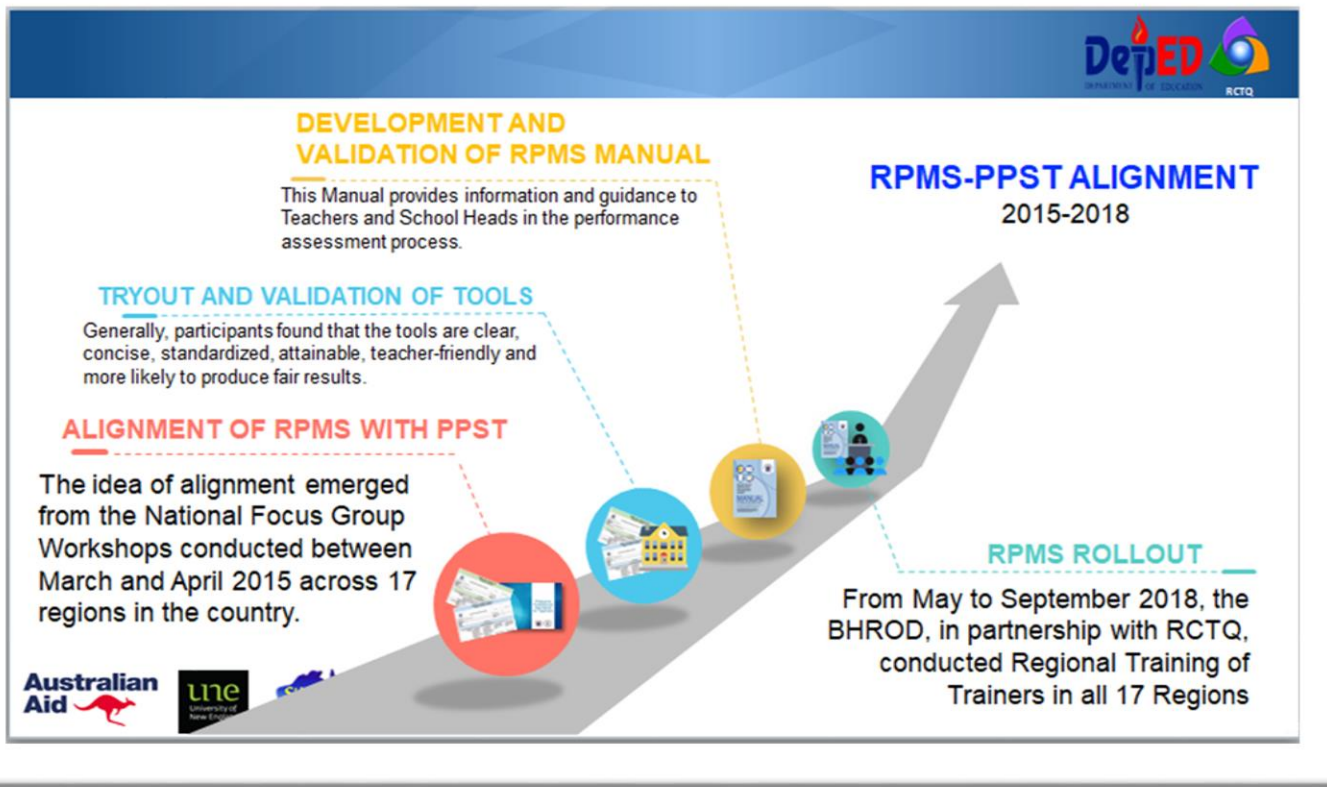 DepED
DEPARTMENT OF EDUCATION
RCTQ
DEVELOPMENT AND
VALIDATION OF RPMS MANUAL
This Manual provides information and guidance to
Teachers and School Heads in the performance
assessment process.
RPMS-PPST ALIGNMENT
2015-2018
TRYOUT AND VALIDATION OF TOOLS
Generally, participants found that the tools are clear,
concise, standardized, attainable, teacher-friendly and
more likely to produce fair results.
ALIGNMENT OF RPMS WITH PPST
The idea of alignment emerged
from the National Focus Group
Workshops conducted between
March and April 2015 across 17
regions in the country.
MANUAL
RPMS ROLLOUT
From May to September 2018, the
BHROD, in partnership with RCTQ,
conducted Regional Training of
Trainers in all 17 Regions
Australian
Aid
une
University of
New